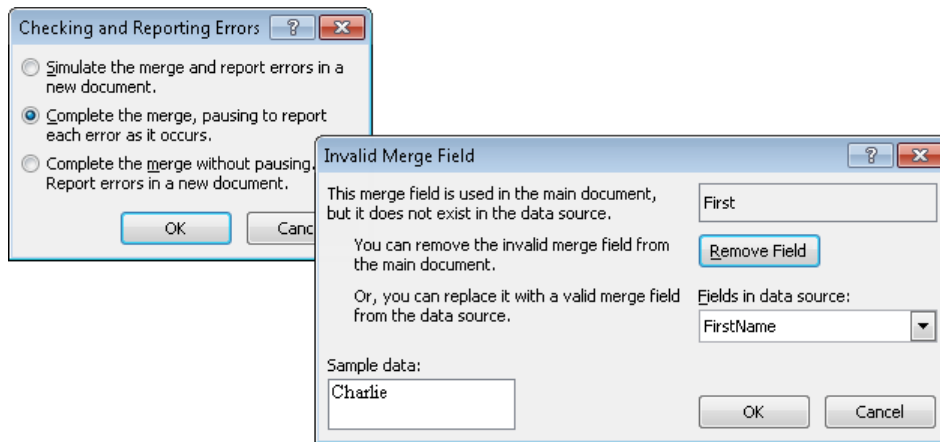 Checking and Reporting Errors
Simulate the merge and report errors in a
new document.
Complete the merge, pausing to report
each error as it occurs.
Complete the merge without pausing.
Report errors in a new document.
OK
Canc
Invalid Merge Field
This merge field is used in the main document,
but it does not exist in the data source.
First
You can remove the invalid merge field from
the main document.
Remove Field
Or, you can replace it with a valid merge field
from the data source.
Fields in data source:
FirstName
Sample data:
Charlie
OK
Cancel